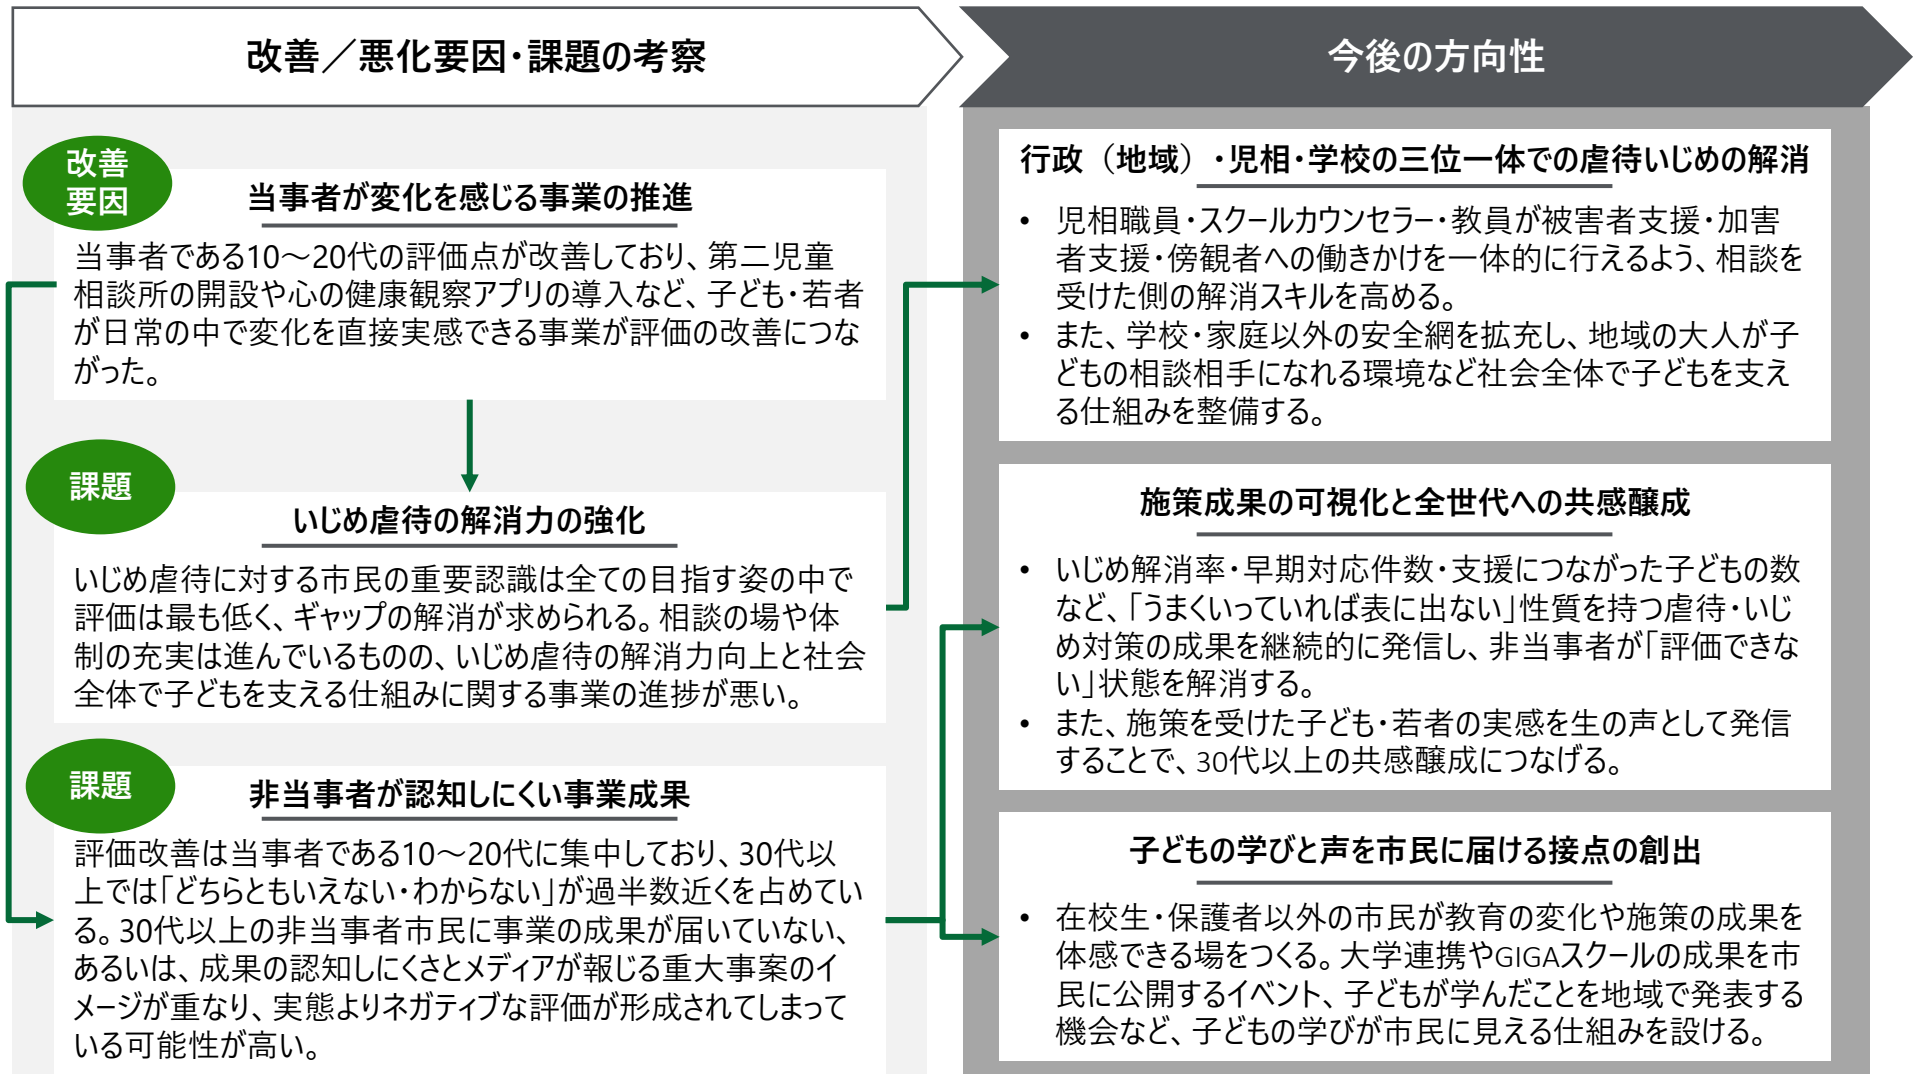 改善／悪化要因・課題の考察
改善
要因
当事者が変化を感じる事業の推進
当事者である10～20代の評価点が改善しており、第二児童
相談所の開設や心の健康観察アプリの導入など、子ども・若者
が日常の中で変化を直接実感できる事業が評価の改善につな
がった。
課題
いじめ虐待の解消力の強化
いじめ虐待に対する市民の重要認識は全ての目指す姿の中で
評価は最も低く、ギャップの解消が求められる。相談の場や体
制の充実は進んでいるものの、いじめ虐待の解消力向上と社会
全体で子どもを支える仕組みに関する事業の進捗が悪い。
課題
非当事者が認知しにくい事業成果
評価改善は当事者である10～20代に集中しており、30代以
上では「どちらともいえない・わからない」が過半数近くを占めてい
る。30代以上の非当事者市民に事業の成果が届いていない、
あるいは、成果の認知しにくさとメディアが報じる重大事案のイ
メージが重なり、実態よりネガティブな評価が形成されてしまって
いる可能性が高い。
今後の方向性
行政（地域）・児相・学校の三位一体での虐待いじめの解消
• 児相職員・スクールカウンセラー・教員が被害者支援・加害
者支援・傍観者への働きかけを一体的に行えるよう、相談を
受けた側の解消スキルを高める。
• また、学校・家庭以外の安全網を拡充し、地域の大人が子
どもの相談相手になれる環境など社会全体で子どもを支え
る仕組みを整備する。
施策成果の可視化と全世代への共感醸成
• いじめ解消率・早期対応件数・支援につながった子どもの数
など、「うまくいっていれば表に出ない」性質を持つ虐待・いじ
め対策の成果を継続的に発信し、非当事者が「評価できな
い」状態を解消する。
• また、施策を受けた子ども・若者の実感を生の声として発信
することで、30代以上の共感醸成につなげる。
子どもの学びと声を市民に届ける接点の創出
• 在校生・保護者以外の市民が教育の変化や施策の成果を
体感できる場をつくる。大学連携やGIGAスクールの成果を市
民に公開するイベント、子どもが学んだことを地域で発表する
機会など、子どもの学びが市民に見える仕組みを設ける。